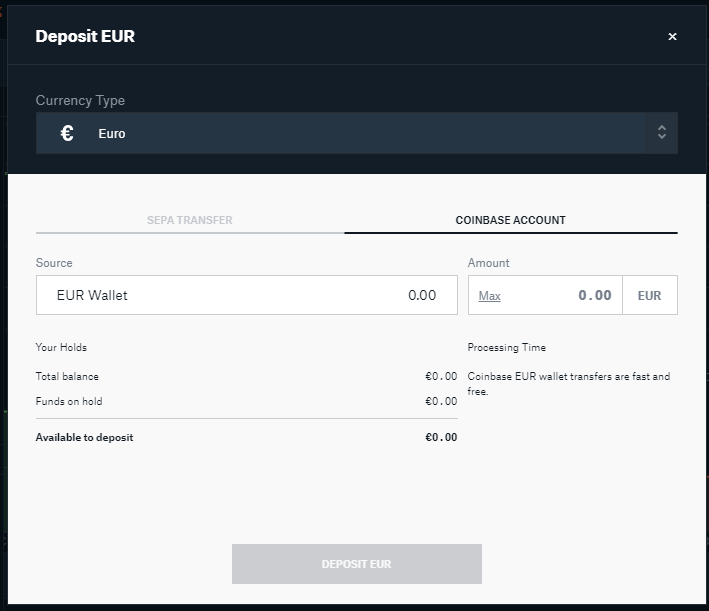 Deposit EUR
×
Currency Type
€ Euro
SEPA TRANSFER COINBASE ACCOUNT
Source Amount
EUR Wallet 0.00 Max 0.00 EUR
Your Holds Processing Time
Total balance €0.00 Coinbase EUR wallet transfers are fast and
free.
Funds on hold €0.00
Available to deposit €0.00
DEPOSIT EUR